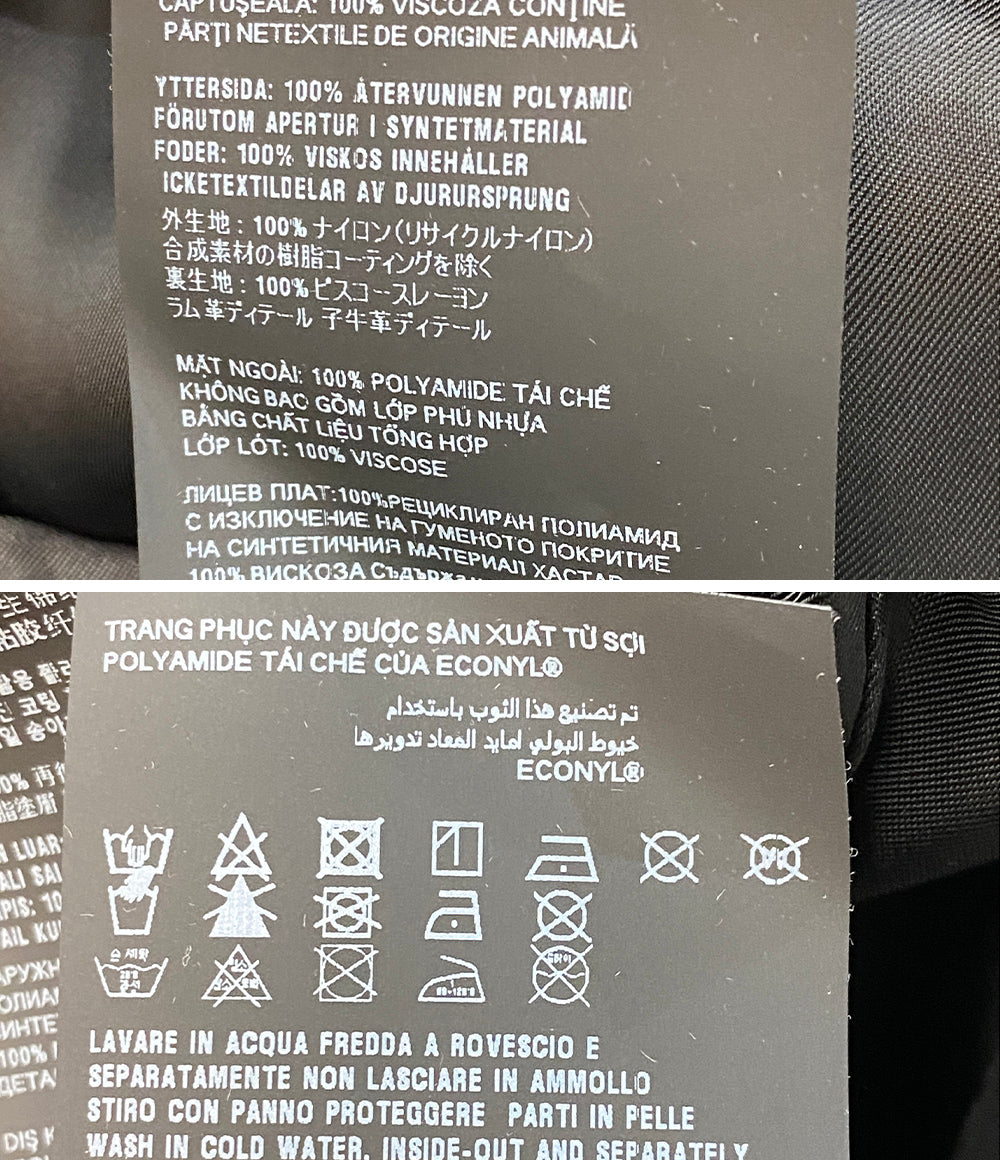 CAPTUŞEALĂ: 100% VISCOZA CONŢINE
PĂRŢI NETEXTILE DE ORIGINE ANIMALĂ
YTTERSIDA: 100% ÅTERVUNNEN POLYAMID
FÖRUTOM APERTUR I SYNTETMATERIAL
FODER: 100% VISKOS INNEHÅLLER
ICKETEXTILDELAR AV DJURURSPRUNG
外生地：100%ナイロン(リサイクルナイロン)
合成素材の樹脂コーティングを除く
裏生地：100%ビスコースレーヨン
ラム革ディテール 子牛革ディテール
MẶT NGOÀI: 100% POLYAMIDE TÁI CHẾ
KHÔNG BAO GỒM LỚP PHỦ NHỰA
BẰNG CHẤT LIỆU TỔNG HỢP
LỚP LÓT: 100% VISCOSE
ЛИЦЕВ ПЛАТ:100%РЕЦИКЛИРАН ПОЛИАМИД
С ИЗКЛЮЧЕНИЕ НА ГУМЕНОТО ПОКРИТИЕ
НА СИНТЕТИЧНИЯ МАТЕРИАЛ ХАСТАР
100% ВИСКОЗА Съдържа
TRANG PHỤC NÀY ĐƯỢC SẢN XUẤT TỪ SỢI
POLYAMIDE TÁI CHẾ CỦA ECONYL®
تم تصنيع هذا الثوب باستخدام
خيوط البولي امايد المعاد تدويرها
ECONYL®
손 세탁
LAVARE IN ACQUA FREDDA A ROVESCIO E
SEPARATAMENTE NON LASCIARE IN AMMOLLO
STIRO CON PANNO PROTEGGERE PARTI IN PELLE
WASH IN COLD WATER, INSIDE-OUT AND SEPARATELY